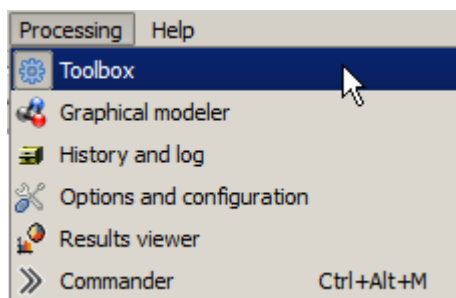 Processing Help
Toolbox
Graphical modeler
History and log
Options and configuration
Results viewer
Commander Ctrl+Alt+M